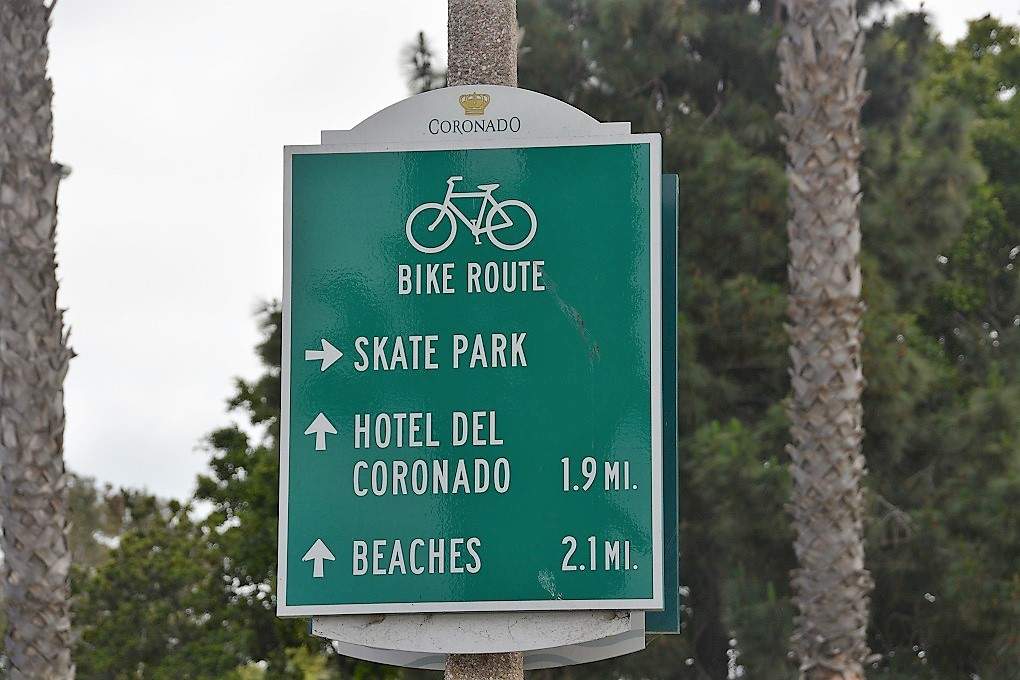 CORONADO
BIKE ROUTE
SKATE PARK
HOTEL DEL
CORONADO 1.9 MI.
BEACHES 2.1 MI.